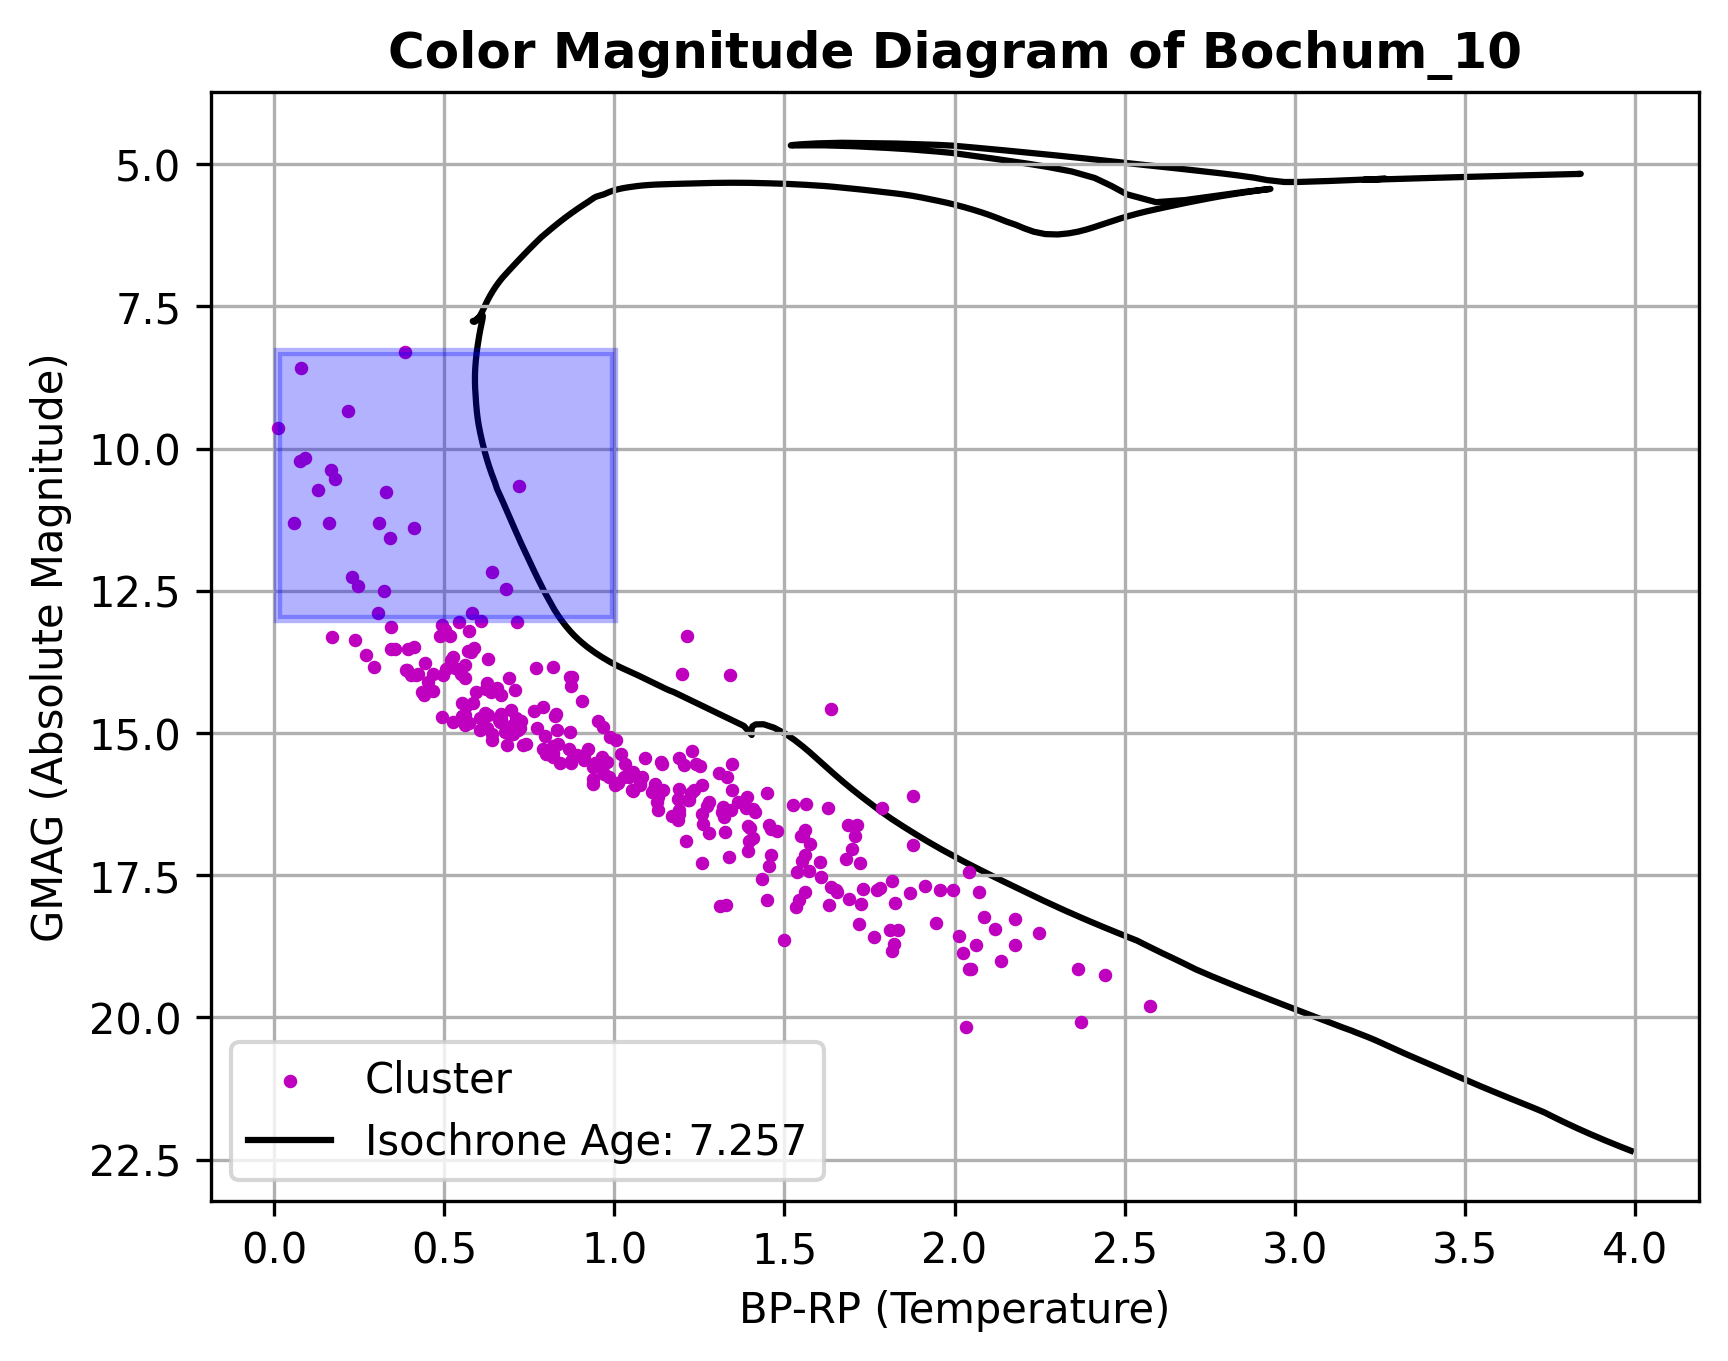 Color Magnitude Diagram of Bochum_10
GMAG (Absolute Magnitude)
5.0
7.5
10.0
12.5
15.0
17.5
20.0
22.5
Cluster
Isochrone Age: 7.257
0.0 0.5 1.0 1.5 2.0 2.5 3.0 3.5 4.0
BP-RP (Temperature)